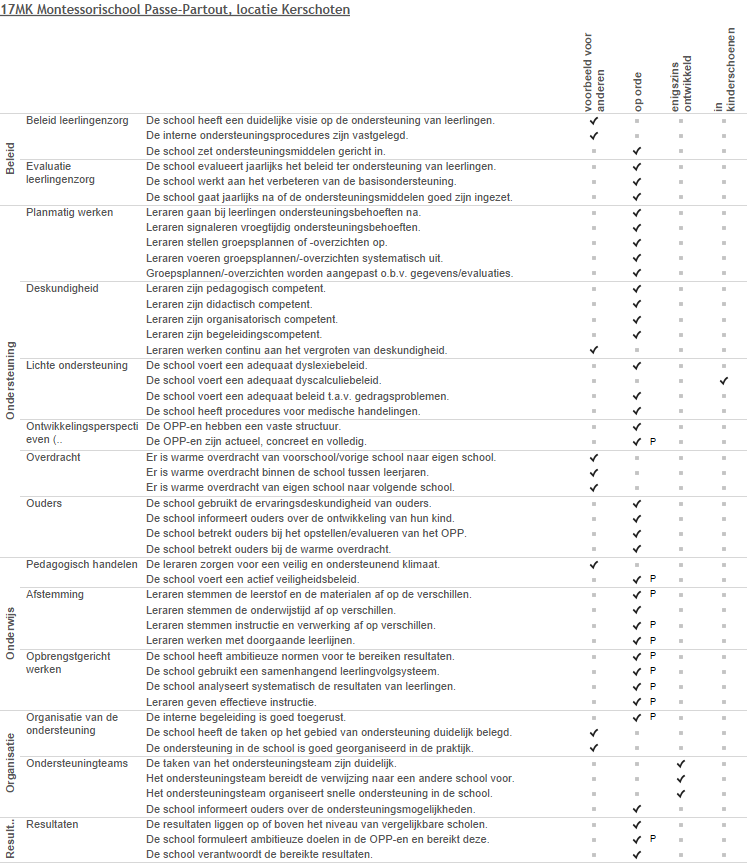 17MK Montessorischool Passe-Partout, locatie Kerschoten
voorbeeld voor anderen
op orde
enigszins ontwikkeld
in kinderschoenen
Beleid
Beleid leerlingenzorg De school heeft een duidelijke visie op de ondersteuning van leerlingen.
De interne ondersteuningsprocedures zijn vastgelegd.
De school zet ondersteuningsmiddelen gericht in.
Evaluatie leerlingenzorg De school evalueert jaarlijks het beleid ter ondersteuning van leerlingen.
De school werkt aan het verbeteren van de basisondersteuning.
De school gaat jaarlijks na of de ondersteuningsmiddelen goed zijn ingezet.
Ondersteuning
Planmatig werken Leraren gaan bij leerlingen ondersteuningsbehoeften na.
Leraren signaleren vroegtijdig ondersteuningsbehoeften.
Leraren stellen groepsplannen of -overzichten op.
Leraren voeren groepsplannen/-overzichten systematisch uit.
Groepsplannen/-overzichten worden aangepast o.b.v. gegevens/evaluaties.
Deskundigheid Leraren zijn pedagogisch competent.
Leraren zijn didactisch competent.
Leraren zijn organisatorisch competent.
Leraren zijn begeleidingscompetent.
Leraren werken continu aan het vergroten van deskundigheid.
Lichte ondersteuning De school voert een adequaat dyslexiebeleid.
De school voert een adequaat dyscalculiebeleid.
De school voert een adequaat beleid t.a.v. gedragsproblemen.
De school heeft procedures voor medische handelingen.
Ontwikkelingsperspecti even (.. De OPP-en hebben een vaste structuur.
De OPP-en zijn actueel, concreet en volledig. P
Overdracht Er is warme overdracht van voorschool/vorige school naar eigen school.
Er is warme overdracht binnen de school tussen leerjaren.
Er is warme overdracht van eigen school naar volgende school.
Ouders De school gebruikt de ervaringsdeskundigheid van ouders.
De school informeert ouders over de ontwikkeling van hun kind.
De school betrekt ouders bij het opstellen/evalueren van het OPP.
De school betrekt ouders bij de warme overdracht.
Onderwijs
Pedagogisch handelen De leraren zorgen voor een veilig en ondersteunend klimaat.
De school voert een actief veiligheidsbeleid. P
Afstemming Leraren stemmen de leerstof en de materialen af op de verschillen. P
Leraren stemmen de onderwijstijd af op verschillen.
Leraren stemmen instructie en verwerking af op verschillen. P
Leraren werken met doorgaande leerlijnen. P
Opbrengstgericht werken De school heeft ambitieuze normen voor te bereiken resultaten. P
De school gebruikt een samenhangend leerlingvolgsysteem. P
De school analyseert systematisch de resultaten van leerlingen. P
Leraren geven effectieve instructie. P
Organisatie
Organisatie van de ondersteuning De interne begeleiding is goed toegerust. P
De school heeft de taken op het gebied van ondersteuning duidelijk belegd.
De ondersteuning in de school is goed georganiseerd in de praktijk.
Ondersteuningteams De taken van het ondersteuningsteam zijn duidelijk.
Het ondersteuningsteam bereidt de verwijzing naar een andere school voor.
Het ondersteuningsteam organiseert snelle ondersteuning in de school.
De school informeert ouders over de ondersteuningsmogelijkheden.
Result..
Resultaten De resultaten liggen op of boven het niveau van vergelijkbare scholen.
De school formuleert ambitieuze doelen in de OPP-en en bereikt deze. P
De school verantwoordt de bereikte resultaten.